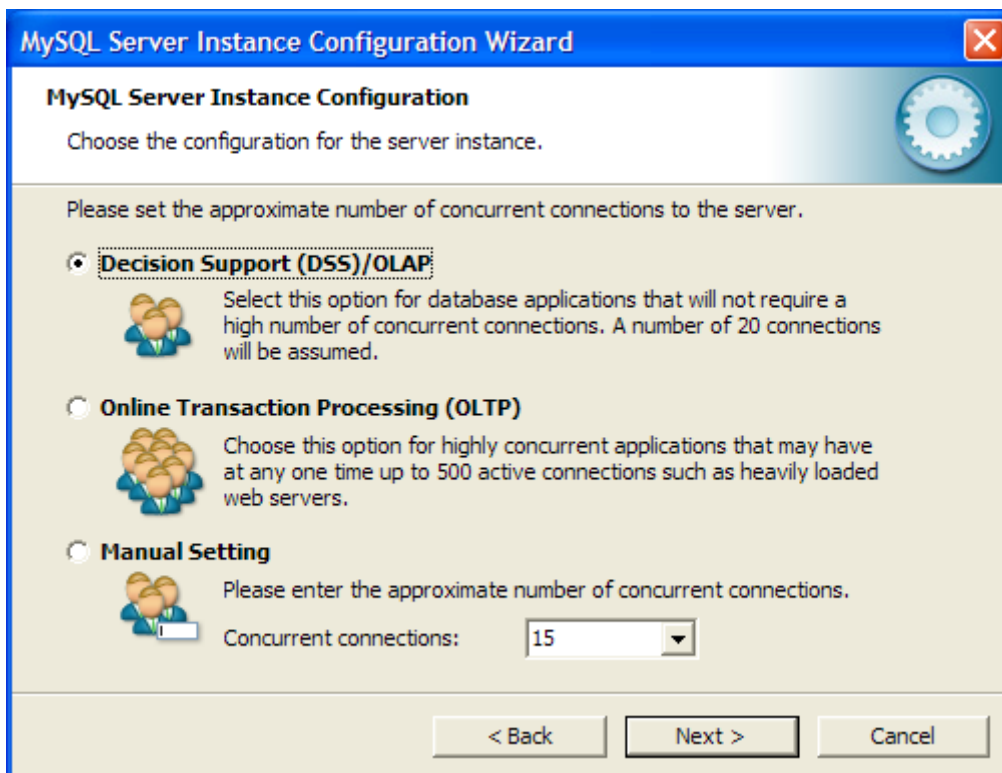 MySQL Server Instance Configuration Wizard
MySQL Server Instance Configuration
Choose the configuration for the server instance.
Please set the approximate number of concurrent connections to the server.
Decision Support (DSS)/OLAP
Select this option for database applications that will not require a
high number of concurrent connections. A number of 20 connections
will be assumed.
Online Transaction Processing (OLTP)
Choose this option for highly concurrent applications that may have
at any one time up to 500 active connections such as heavily loaded
web servers.
Manual Setting
Please enter the approximate number of concurrent connections.
Concurrent connections: 15
< Back Next > Cancel